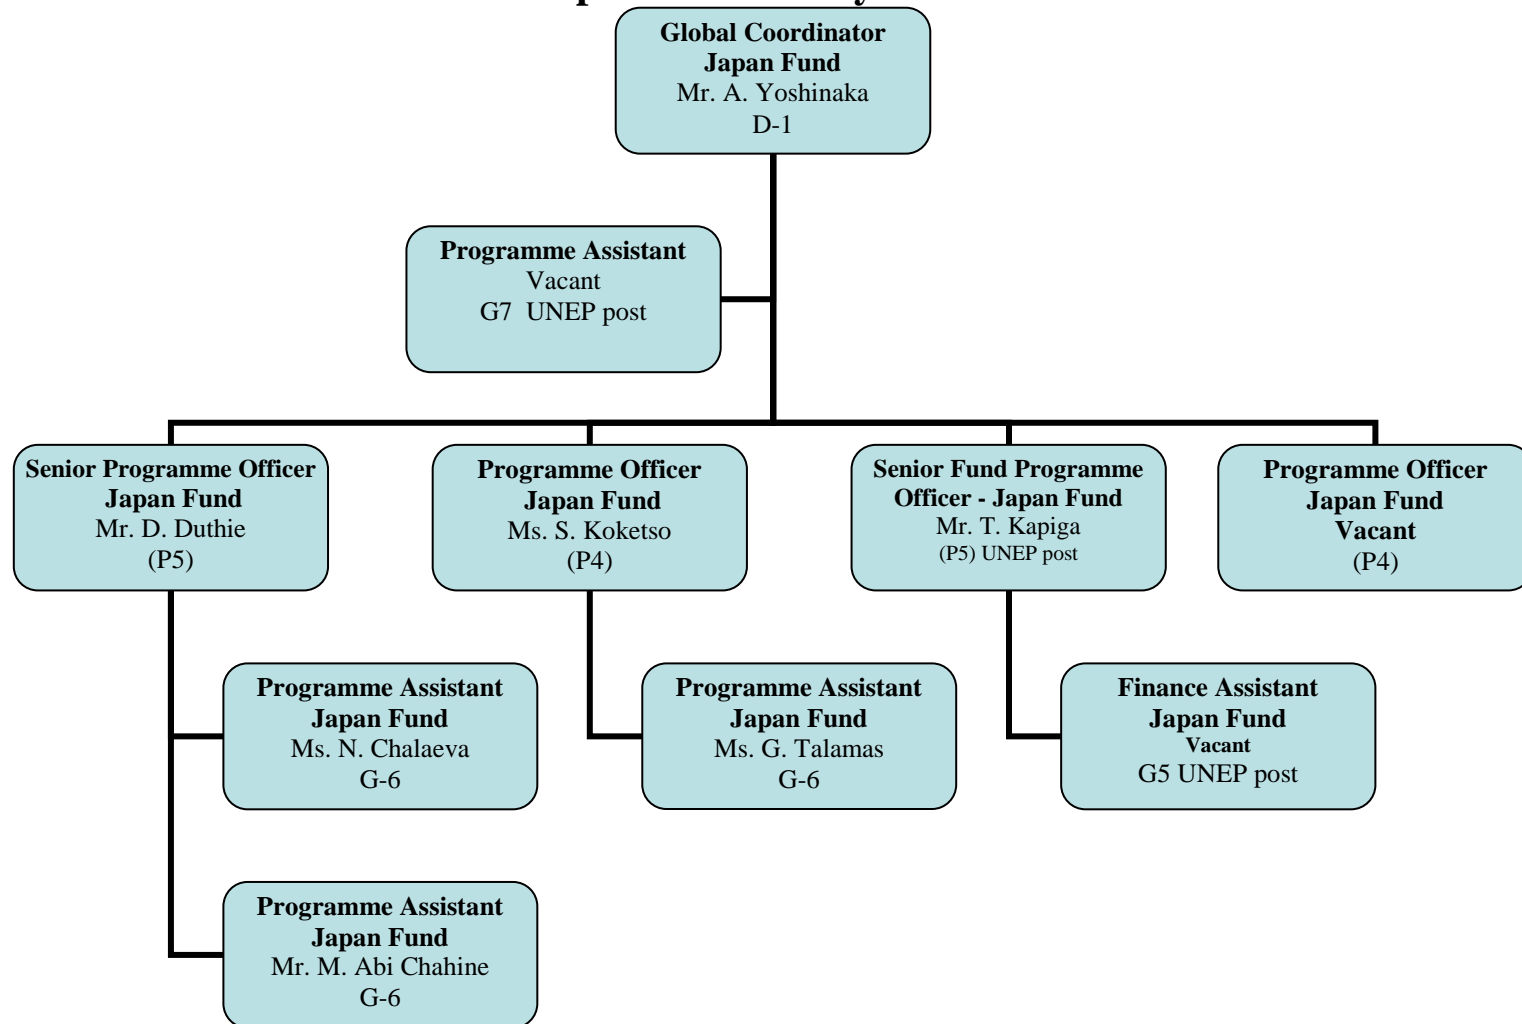 Global Coordinator
Japan Fund
Mr. A. Yoshinaka
D-1
Programme Assistant
Vacant
G7  UNEP post
Senior Programme Officer
Japan Fund
Mr. D. Duthie
(P5)
Programme Officer
Japan Fund
Ms. S. Koketso
(P4)
Senior Fund Programme
Officer - Japan Fund
Mr. T. Kapiga
(P5) UNEP post
Programme Officer
Japan Fund
Vacant
(P4)
Programme Assistant
Japan Fund
Ms. N. Chalaeva
G-6
Programme Assistant
Japan Fund
Ms. G. Talamas
G-6
Finance Assistant
Japan Fund
Vacant
G5 UNEP post
Programme Assistant
Japan Fund
Mr. M. Abi Chahine
G-6